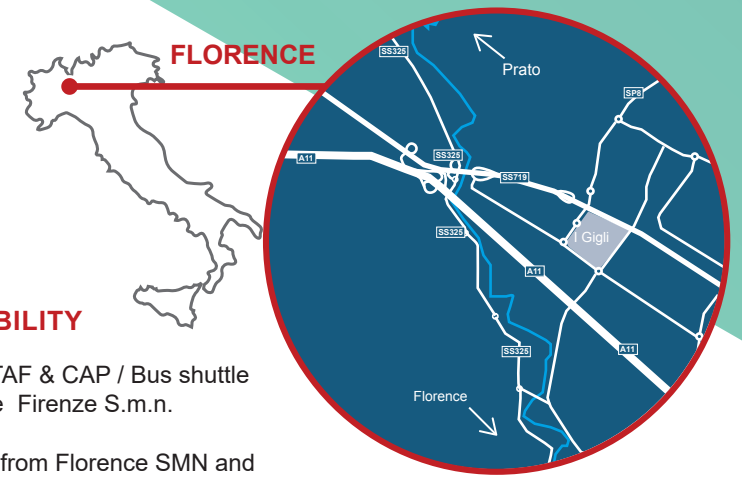 FLORENCE
SS325
Prato
SP8
A11
SS325
SS719
SS325
I Gigli
A11
SS325
A11
Florence
BILITY
TAF & CAP / Bus shuttle
e Firenze S.m.n.
from Florence SMN and